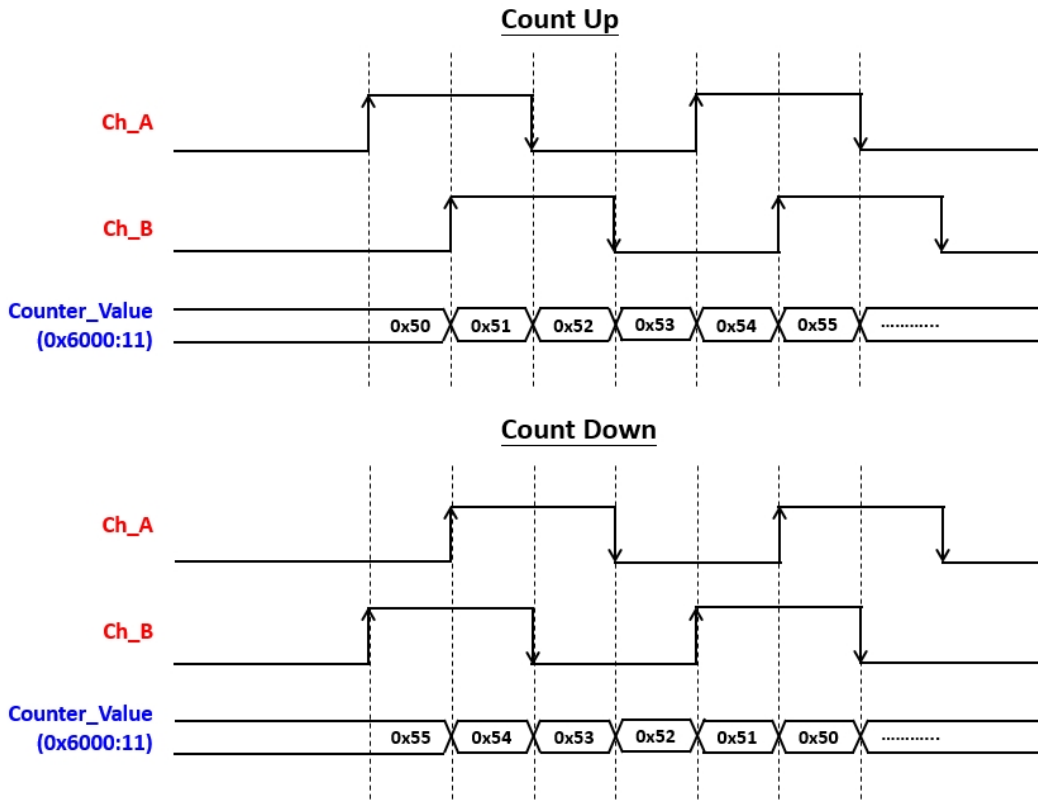 Count Up
Ch_A
Ch_B
Counter_Value
(0x6000:11)
0x50 0x51 0x52 0x53 0x54 0x55 ...........
Count Down
Ch_A
Ch_B
Counter_Value
(0x6000:11)
0x55 0x54 0x53 0x52 0x51 0x50 ...........